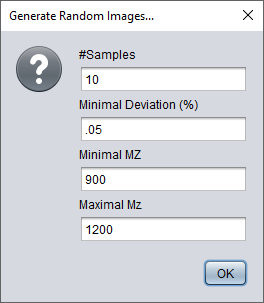 Generate Random Images...
#Samples
10
Minimal Deviation (%)
.05
Minimal MZ
900
Maximal Mz
1200
OK